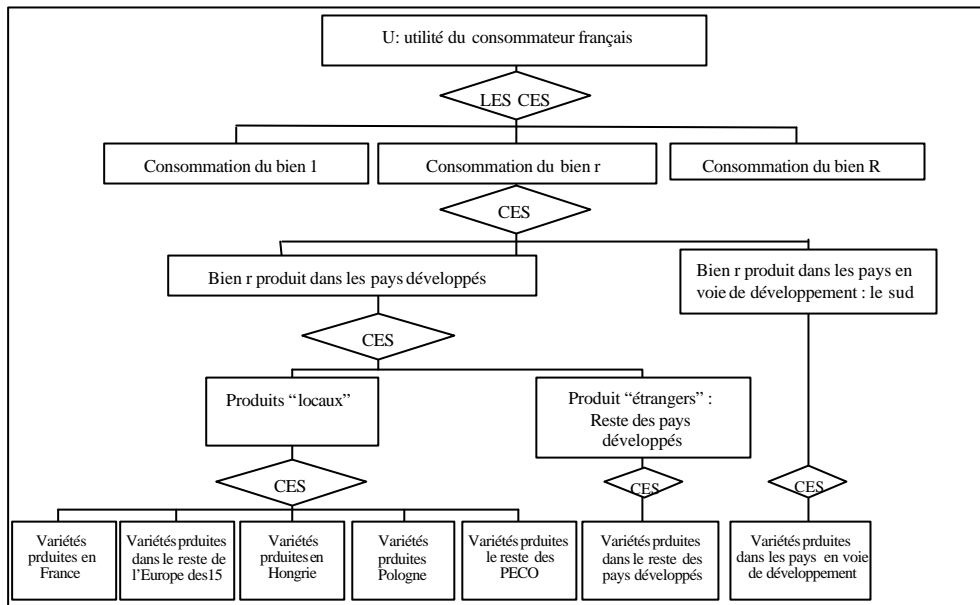 U: utilité du consommateur français
LES CES
Consommation du bien 1
Consommation du bien r
Consommation du bien R
CES
Bien r produit dans les pays développés
Bien r produit dans les pays en
voie de développement : le sud
CES
Produits “locaux”
Produit “étrangers” :
Reste des pays
développés
CES
CES
CES
Variétés
prduites en
France
Variétés prduites
dans le reste de
l’Europe des15
Variétés
prduites en
Hongrie
Variétés
prduites
Pologne
Variétés prduites
le reste des
PECO
Variétés prduites
dans le reste des
pays développés
Variétés prduites
dans les pays en voie
de développement